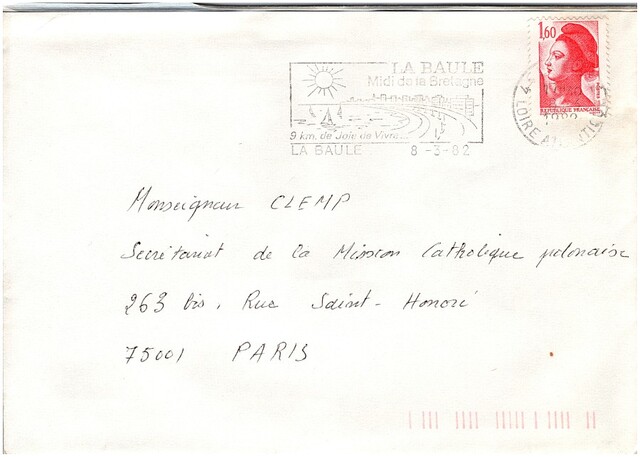 1,60
REPUBLIQUE FRANÇAISE
LA BAULE
Midi de la Bretagne
9 km. de Joie de Vivre...
LA BAULE 8-3-82
LOIRE ATLANTIQUE
Monseigneur CLEMP
Secrétariat de la Mission Catholique polonaise
263 bis, Rue Saint-Honoré
75001 PARIS